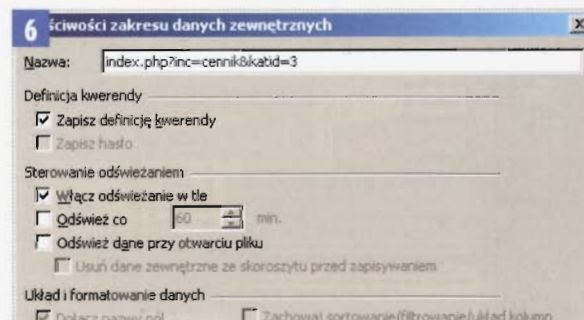 6
ściwości zakresu danych zewnętrznych
Nazwa: index.php?inc=cennik&katid=3
Definicja kwerendy
Zapisz definicję kwerendy
Zapisz hasło
Sterowanie odświeżaniem
Włącz odświeżanie w tle
Odśwież co 60 min.
Odśwież dane przy otwarciu pliku
Usuń dane zewnętrzne ze skoroszytu przed zapisywaniem
Układ i formatowanie danych
Dołącz nazwy pól Zachowaj sortowanie/filtrowanie/układ kolumn